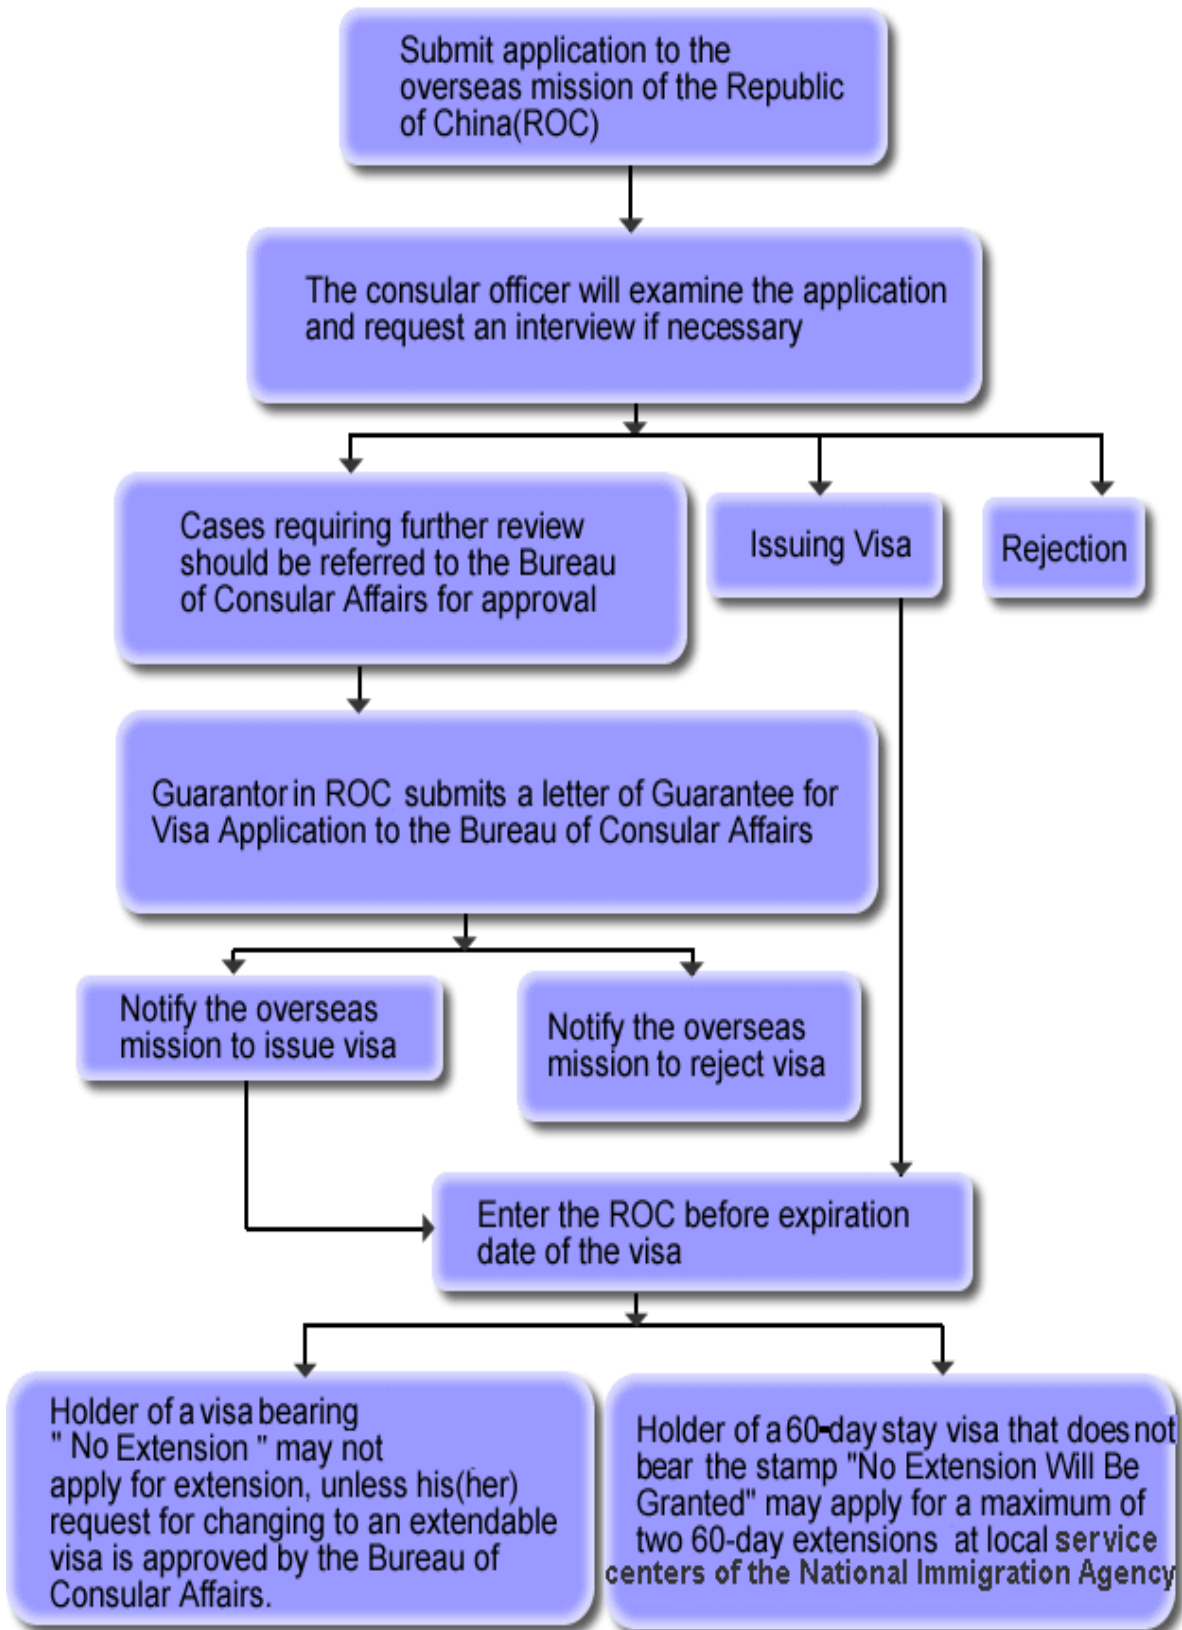 Submit application to the
overseas mission of the Republic
of China(ROC)
The consular officer will examine the application
and request an interview if necessary
Cases requiring further review
should be referred to the Bureau
of Consular Affairs for approval
Issuing Visa
Rejection
Guarantor in ROC submits a letter of Guarantee for
Visa Application to the Bureau of Consular Affairs
Notify the overseas
mission to issue visa
Notify the overseas
mission to reject visa
Enter the ROC before expiration
date of the visa
Holder of a visa bearing
" No Extension " may not
apply for extension, unless his(her)
request for changing to an extendable
visa is approved by the Bureau of
Consular Affairs.
Holder of a 60-day stay visa that does not
bear the stamp "No Extension Will Be
Granted" may apply for a maximum of
two 60-day extensions at local service
centers of the National Immigration Agency